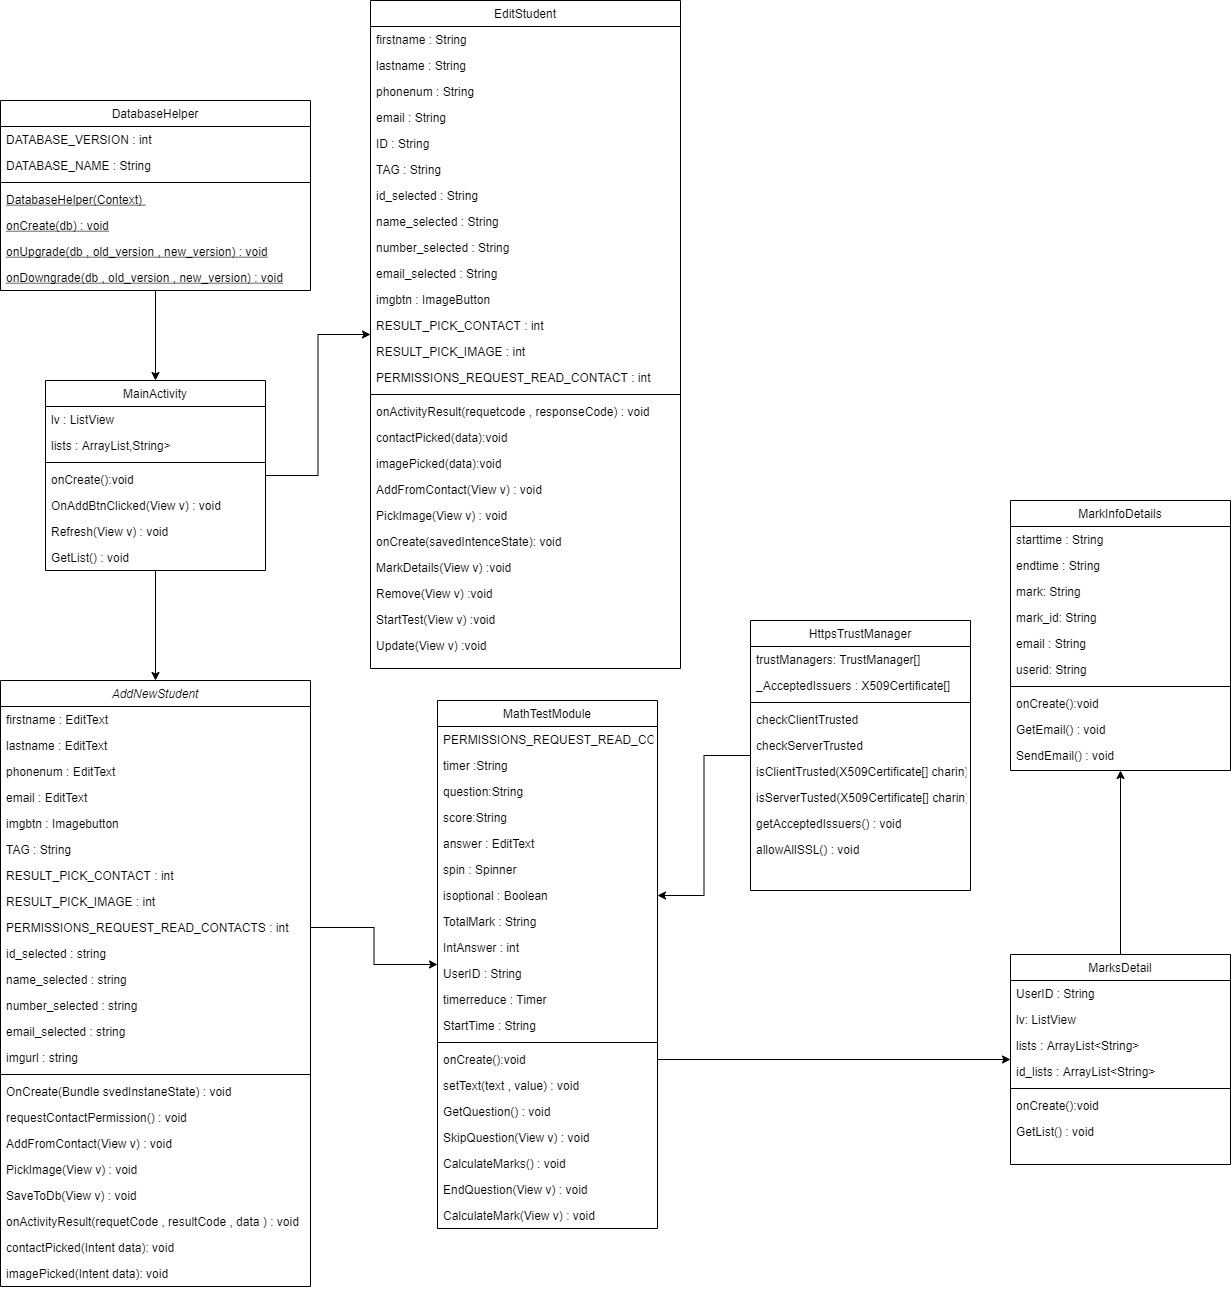 EditStudent
firstname : String
lastname : String
phonenum : String
email : String
ID : String
TAG : String
id_selected : String
name_selected : String
number_selected : String
email_selected : String
imgbtn : ImageButton
RESULT_PICK_CONTACT : int
RESULT_PICK_IMAGE : int
PERMISSIONS_REQUEST_READ_CONTACT : int
onActivityResult(requetcode , responseCode) : void
contactPicked(data):void
imagePicked(data):void
AddFromContact(View v) : void
PickImage(View v) : void
onCreate(savedIntenceState): void
MarkDetails(View v) :void
Remove(View v) :void
StartTest(View v) :void
Update(View v) :void
DatabaseHelper
DATABASE_VERSION : int
DATABASE_NAME : String
DatabaseHelper(Context)
onCreate(db) : void
onUpgrade(db , old_version , new_version) : void
onDowngrade(db , old_version , new_version) : void
MainActivity
lv : ListView
lists : ArrayList,String>
onCreate():void
OnAddBtnClicked(View v) : void
Refresh(View v) : void
GetList() : void
AddNewStudent
firstname : EditText
lastname : EditText
phonenum : EditText
email : EditText
imgbtn : Imagebutton
TAG : String
RESULT_PICK_CONTACT : int
RESULT_PICK_IMAGE : int
PERMISSIONS_REQUEST_READ_CONTACTS : int
id_selected : string
name_selected : string
number_selected : string
email_selected : string
imgurl : string
OnCreate(Bundle svedInstaneState) : void
requestContactPermission() : void
AddFromContact(View v) : void
PickImage(View v) : void
SaveToDb(View v) : void
onActivityResult(requetCode , resultCode , data ) : void
contactPicked(Intent data): void
imagePicked(Intent data): void
MathTestModule
PERMISSIONS_REQUEST_READ_CC
timer :String
question:String
score:String
answer : EditText
spin : Spinner
isoptional : Boolean
TotalMark : String
IntAnswer : int
UserID : String
timerreduce : Timer
StartTime : String
onCreate():void
setText(text , value) : void
GetQuestion() : void
SkipQuestion(View v) : void
CalculateMarks() : void
EndQuestion(View v) : void
CalculateMark(View v) : void
HttpsTrustManager
trustManagers: TrustManager[]
_AcceptedIssuers : X509Certificate[]
checkClientTrusted
checkServerTrusted
isClientTrusted(X509Certificate[] charin)
isServerTusted(X509Certificate[] charin)
getAcceptedIssuers() : void
allowAllSSL() : void
MarkInfoDetails
starttime : String
endtime : String
mark: String
mark_id: String
email : String
userid: String
onCreate():void
GetEmail() : void
SendEmail() : void
MarksDetail
UserID : String
lv: ListView
lists : ArrayList<String>
id_lists : ArrayList<String>
onCreate():void
GetList() : void